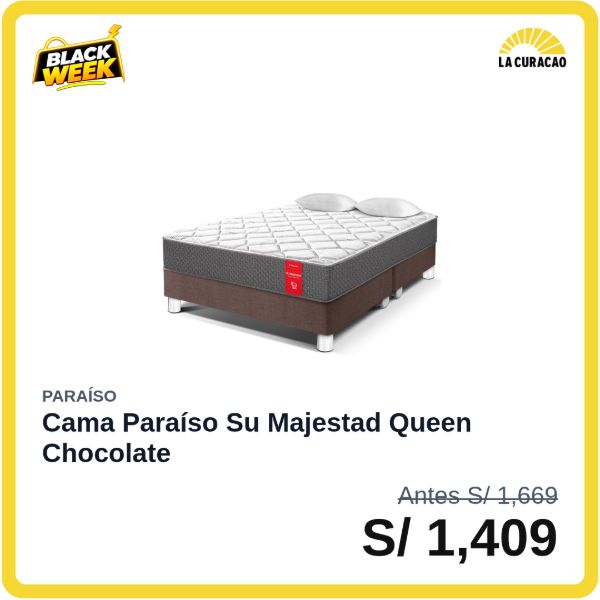 BLACK
WEEK
LA CURACAO
PARAÍSO
Cama Paraíso Su Majestad Queen
Chocolate
Antes S/ 1,669
S/ 1,409